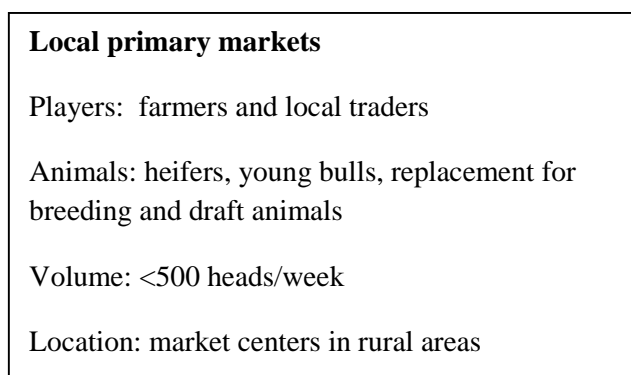 Local primary markets
Players:  farmers and local traders
Animals: heifers, young bulls, replacement for
breeding and draft animals
Volume: <500 heads/week
Location: market centers in rural areas